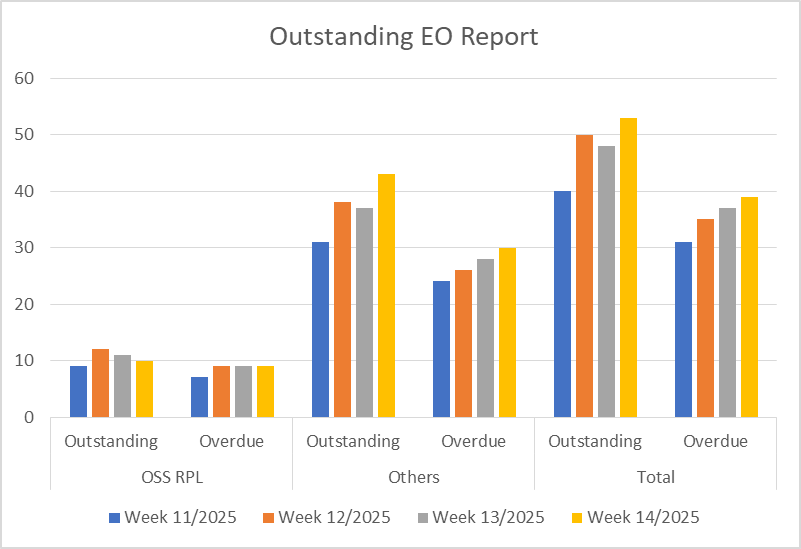 Outstanding EO Report
60
50
40
30
20
10
0
Outstanding Overdue Outstanding Overdue Outstanding Overdue
OSS RPL Others Total
Week 11/2025 Week 12/2025 Week 13/2025 Week 14/2025